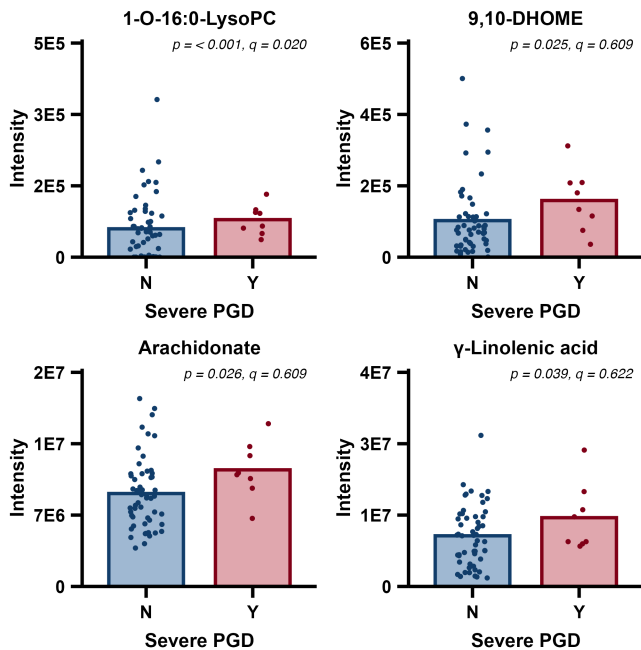 1-O-16:0-LysoPC
p = < 0.001, q = 0.020
5E5
3E5
2E5
0
Intensity
N Y
Severe PGD
9,10-DHOME
p = 0.025, q = 0.609
6E5
4E5
2E5
0
Intensity
N Y
Severe PGD
Arachidonate
p = 0.026, q = 0.609
2E7
1E7
7E6
0
Intensity
N Y
Severe PGD
γ-Linolenic acid
p = 0.039, q = 0.622
4E7
3E7
1E7
0
Intensity
N Y
Severe PGD